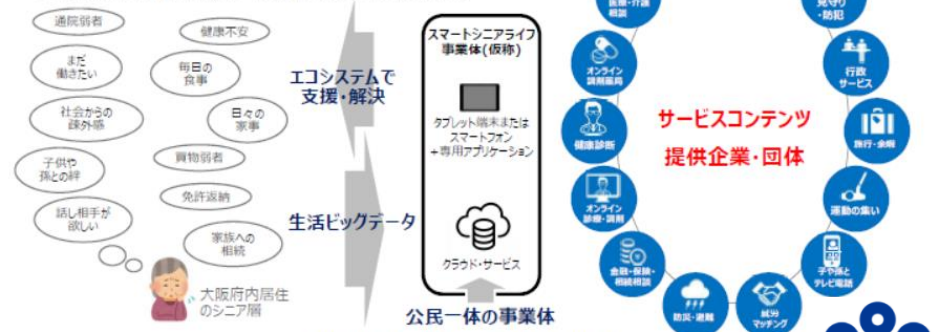 通院弱者
健康不安
まだ
働きたい
毎日の
食事
社会からの
疎外感
日々の
家事
子供や
孫との絆
買物弱者
免許返納
話し相手が
欲しい
家族への
相続
大阪府内居住
のシニア層
エコシステムで
支援・解決
生活ビッグデータ
スマートシニアライフ
事業体(仮称)
タブレット端末または
スマートフォン
+専用アプリケーション
クラウド・サービス
公民一体の事業体
サービスコンテンツ
提供企業・団体
医療・介護
相談
オンライン
調剤薬局
健康診断
オンライン
診療・調剤
金融・保険・
相続相談
防災・避難
就労
マッチング
子や孫と
テレビ電話
運動の集い
旅行・余暇
行政
サービス
見守り
・防犯